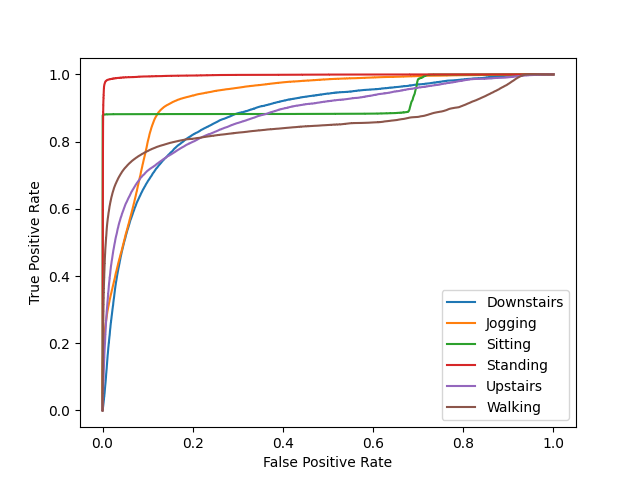 1.0
0.8
0.6
0.4
0.2
0.0
True Positive Rate
Downstairs
Jogging
Sitting
Standing
Upstairs
Walking
0.0 0.2 0.4 0.6 0.8 1.0
False Positive Rate